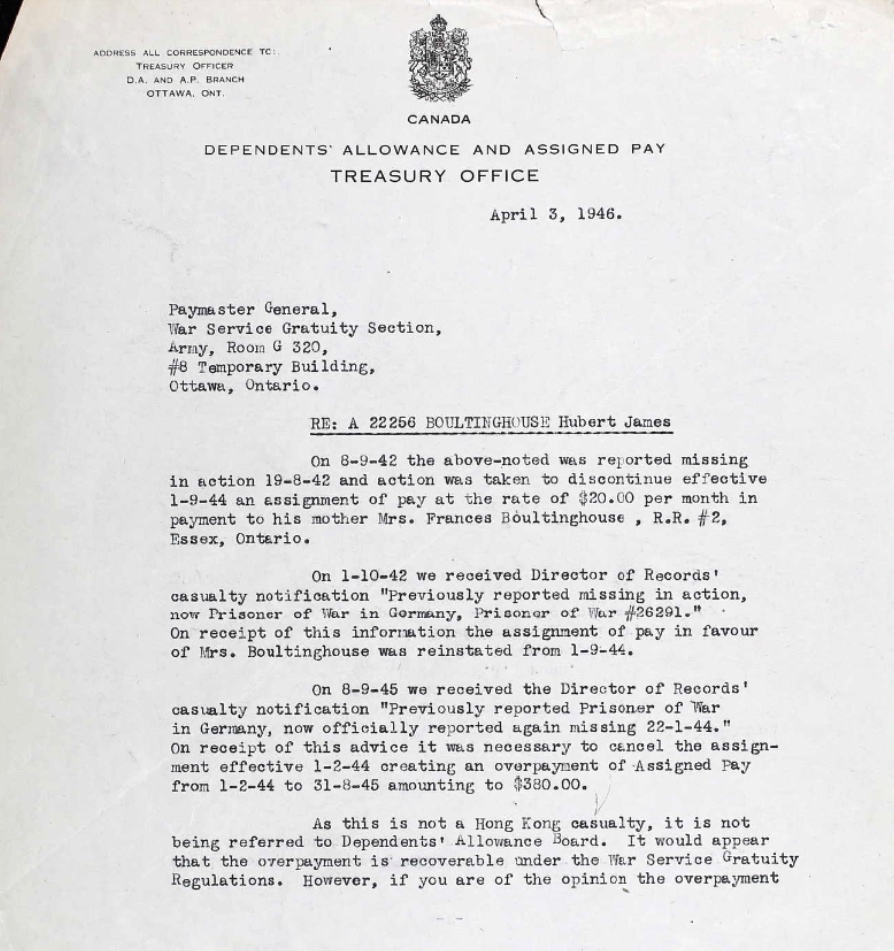 ADDRESS ALL CORRESPONDENCE TO:
TREASURY OFFICER
D.A. AND A.P. BRANCH
OTTAWA, ONT.
CANADA
DEPENDENTS' ALLOWANCE AND ASSIGNED PAY
TREASURY OFFICE
April 3, 1946.
Paymaster General,
War Service Gratuity Section,
Army, Room G 320,
#8 Temporary Building,
Ottawa, Ontario.
RE: A 22256 BOULTINGHOUSE Hubert James
On 8-9-42 the above-noted was reported missing
in action 19-8-42 and action was taken to discontinue effective
1-9-44 an assignment of pay at the rate of $20.00 per month in
payment to his mother Mrs. Frances Boultinghouse , R.R. #2,
Essex, Ontario.
On 1-10-42 we received Director of Records'
casualty notification "Previously reported missing in action,
now Prisoner of War in Germany, Prisoner of War #26291."
On receipt of this information the assignment of pay in favour
of Mrs. Boultinghouse was reinstated from 1-9-44.
On 8-9-45 we received the Director of Records'
casualty notification "Previously reported Prisoner of War
in Germany, now officially reported again missing 22-1-44."
On receipt of this advice it was necessary to cancel the assign-
ment effective 1-2-44 creating an overpayment of Assigned Pay
from 1-2-44 to 31-8-45 amounting to $380.00.
As this is not a Hong Kong casualty, it is not
being referred to Dependents' Allowance Board. It would appear
that the overpayment is recoverable under the War Service Gratuity
Regulations. However, if you are of the opinion the overpayment